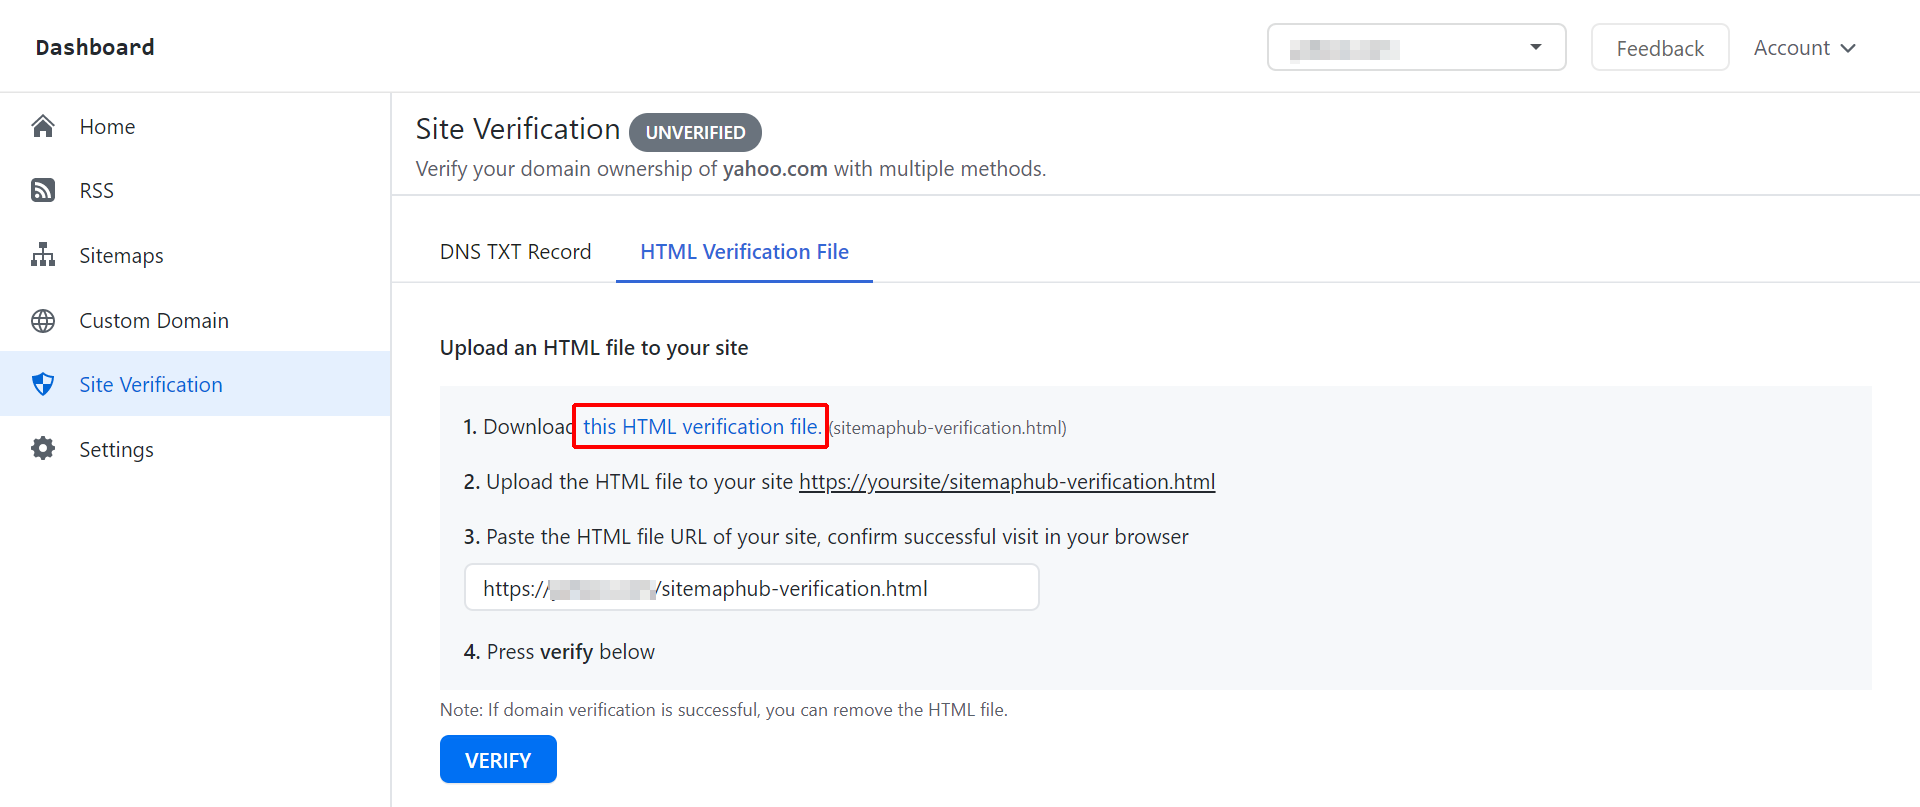 Dashboard
Feedback
Account
Home
RSS
Sitemaps
Custom Domain
Site Verification
Settings
Site Verification UNVERIFIED
Verify your domain ownership of yahoo.com with multiple methods.
DNS TXT Record HTML Verification File
Upload an HTML file to your site
1. Download this HTML verification file. (sitemaphub-verification.html)
2. Upload the HTML file to your site https://yoursite/sitemaphub-verification.html
3. Paste the HTML file URL of your site, confirm successful visit in your browser
https:// /sitemaphub-verification.html
4. Press verify below
Note: If domain verification is successful, you can remove the HTML file.
VERIFY